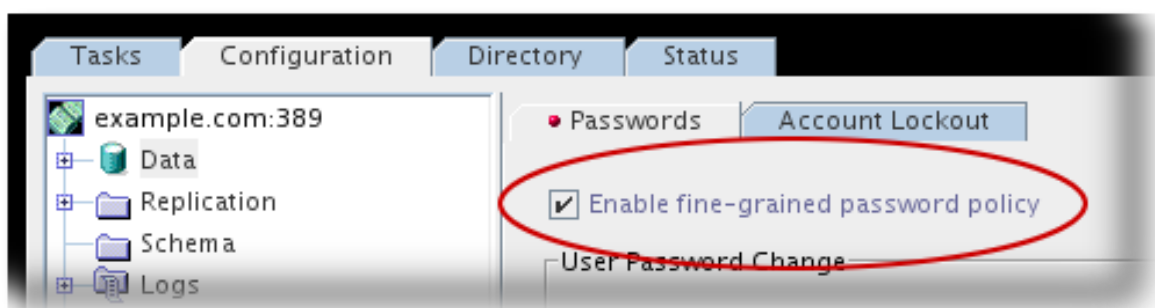 Tasks Configuration Directory Status
example.com:389
Data
Replication
Schema
Logs
Passwords Account Lockout
Enable fine-grained password policy
User Password Change